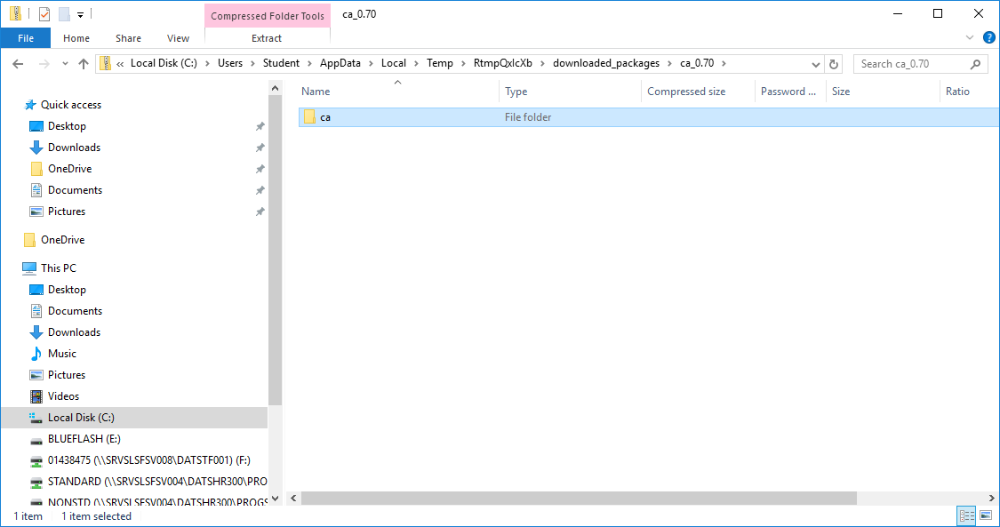 Compressed Folder Tools ca_0.70
File Home Share View Extract
« Local Disk (C:) Users Student AppData Local Temp RtmpQxlcXb downloaded_packages ca_0.70 Search ca_0.70
Name Type Compressed size Password ... Size Ratio
ca File folder
Quick access
Desktop
Downloads
OneDrive
Documents
Pictures
OneDrive
This PC
Desktop
Documents
Downloads
Music
Pictures
Videos
Local Disk (C:)
BLUEFLASH (E:)
01438475 (\\SRVSLSFSV008\DATSTF001) (F:)
STANDARD (\\SRVSLSFSV004\DATSHR300\PRO
NONSTD (\\SRVSLSFSV004\DATSHR300\PROGS
1 item 1 item selected